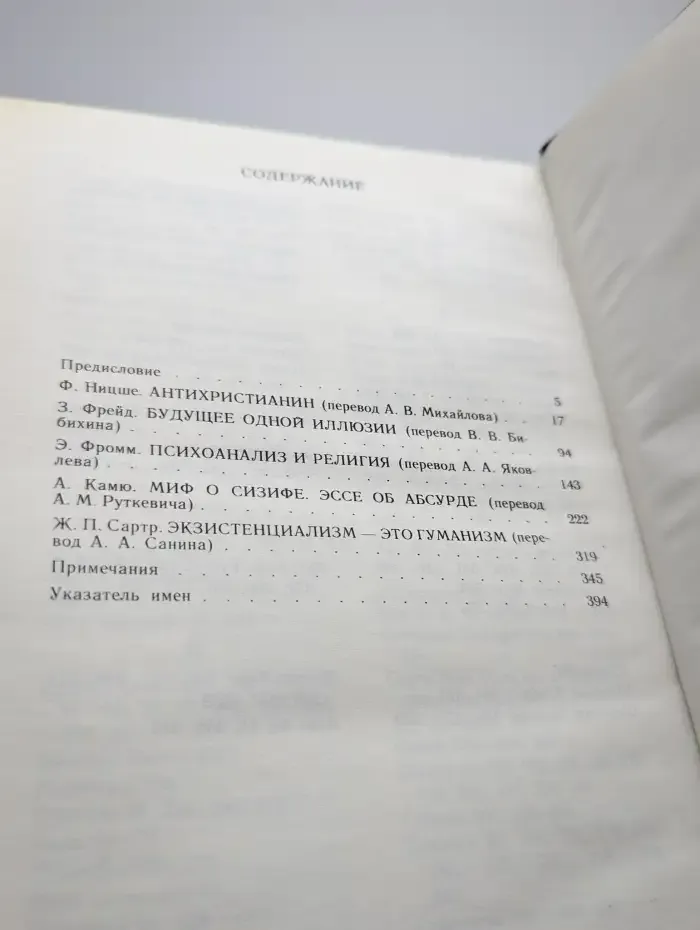 СОДЕРЖАНИЕ
Предисловие . . . . . . . . . . . . . . . . 5
Ф. Ницше. АНТИХРИСТИАНИН (перевод А. В. Михайлова) . . 17
З. Фрейд. БУДУЩЕЕ ОДНОЙ ИЛЛЮЗИИ (перевод В. В. Би-
бихина) . . . . . . . . . . . . . . . . . 94
Э. Фромм. ПСИХОАНАЛИЗ И РЕЛИГИЯ (перевод А. А. Яков-
лева) . . . . . . . . . . . . . . . . . . 143
А. Камю. МИФ О СИЗИФЕ. ЭССЕ ОБ АБСУРДЕ (перевод
А. М. Руткевича) . . . . . . . . . . . . . . 222
Ж. П. Сартр. ЭКЗИСТЕНЦИАЛИЗМ — ЭТО ГУМАНИЗМ (пере-
вод А. А. Санина) . . . . . . . . . . . . . . 319
Примечания . . . . . . . . . . . . . . . . 345
Указатель имен . . . . . . . . . . . . . . . 394